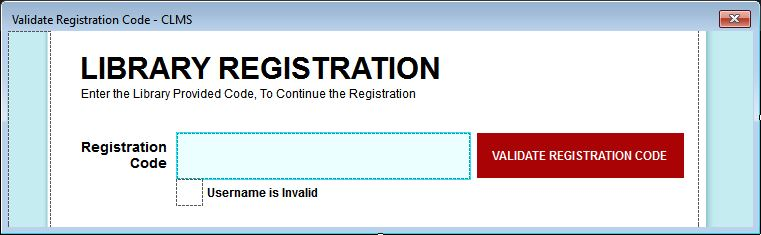 Validate Registration Code - CLMS
LIBRARY REGISTRATION
Enter the Library Provided Code, To Continue the Registration
Registration
Code
VALIDATE REGISTRATION CODE
Username is Invalid